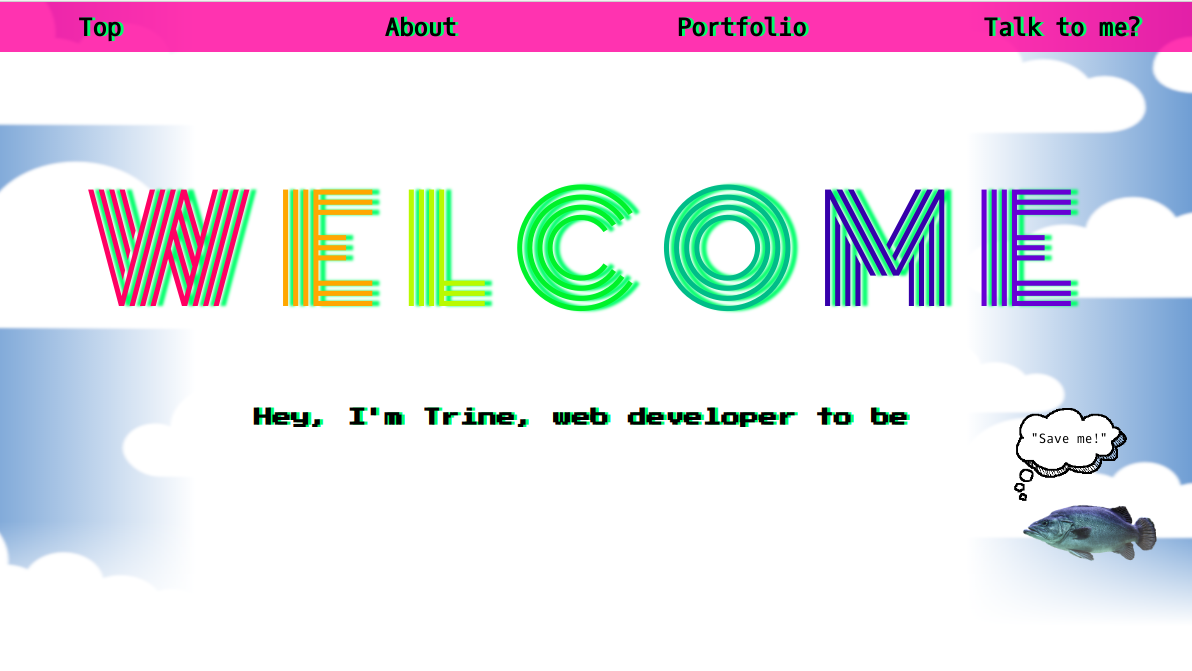 Top About Portfolio Talk to me?
WELCOME
Hey, I'm Trine, web developer to be
"Save me!"